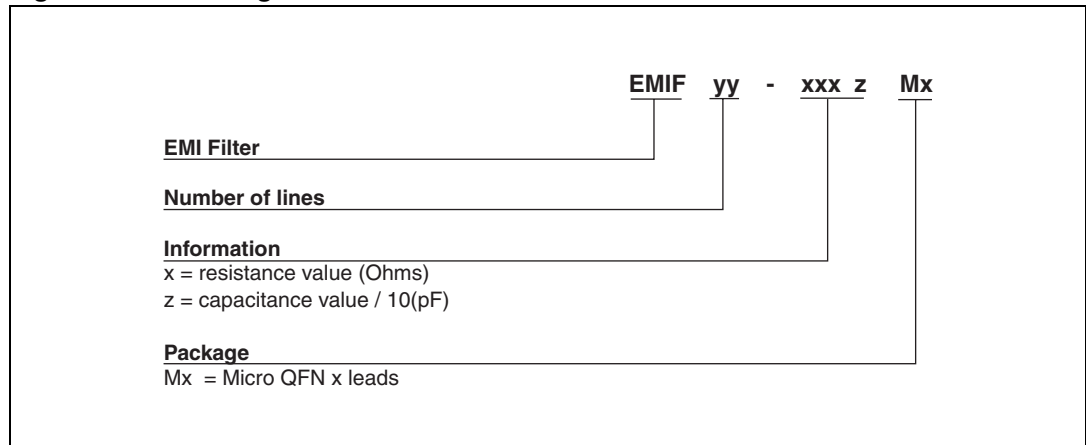 EMIF yy - xxx z Mx
EMI Filter
Number of lines
Information
x = resistance value (Ohms)
z = capacitance value / 10(pF)
Package
Mx = Micro QFN x leads